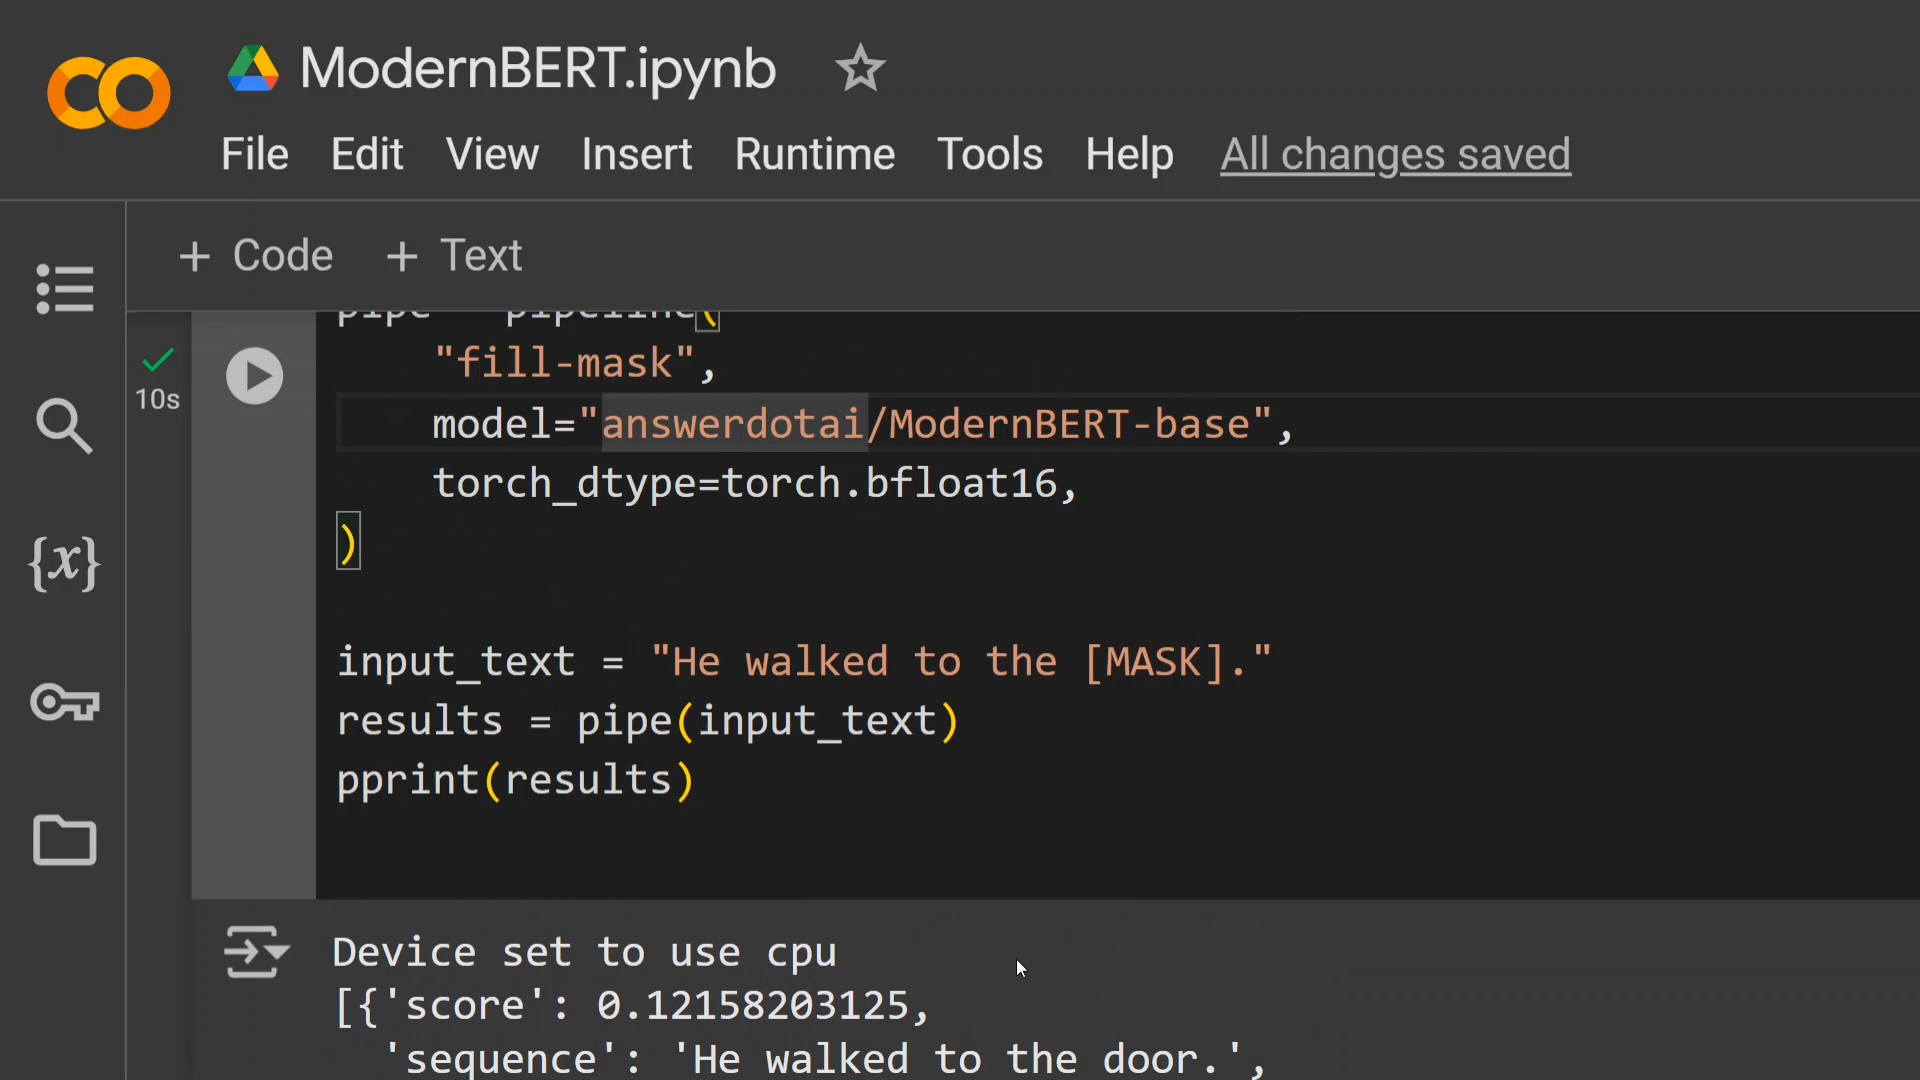 ModernBERT.ipynb
File Edit View Insert Runtime Tools Help All changes saved
+ Code + Text
pipe = pipeline(
10s
"fill-mask",
model="answerdotai/ModernBERT-base",
torch_dtype=torch.bfloat16,
)
{x}
input_text = "He walked to the [MASK]."
results = pipe(input_text)
pprint(results)
Device set to use cpu
[{'score': 0.12158203125,
'sequence': 'He walked to the door.',